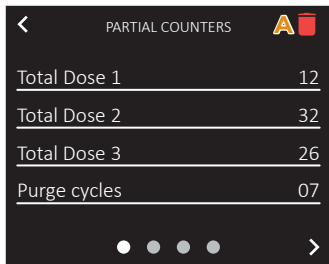 PARTIAL COUNTERS A
Total Dose 1 12
Total Dose 2 32
Total Dose 3 26
Purge cycles 07